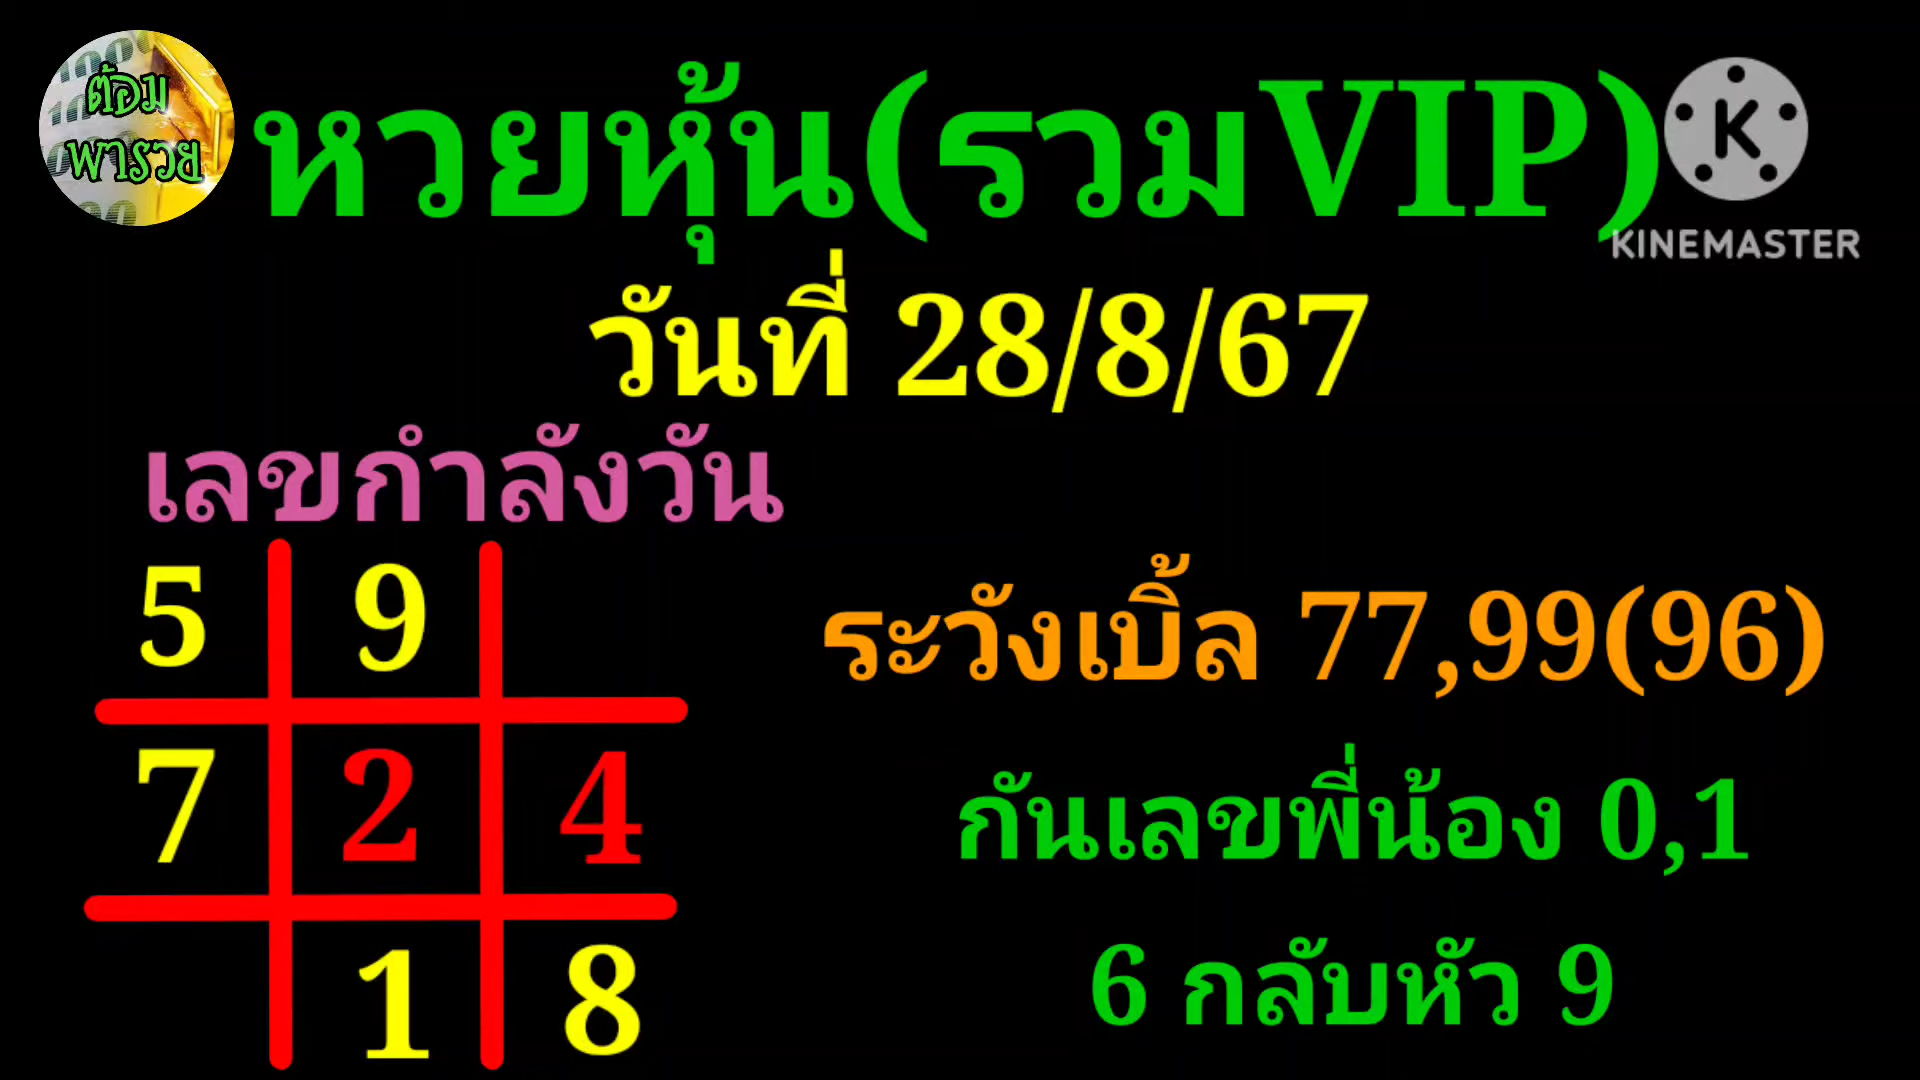 ต้อม
พารวย
หวยหุ้น(รวมVIP)
KINEMASTER
วันที่ 28/8/67
เลขกำลังวัน
5 9
ระวังเบิ้ล 77,99(96)
7 2 4
กันเลขพี่น้อง 0,1
1 8
6 กลับหัว 9